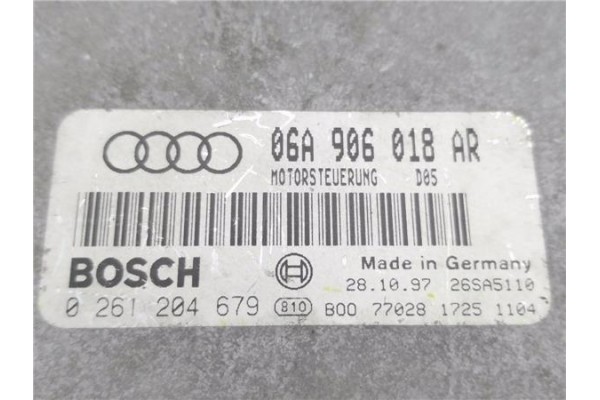 06A 906 018 AR
MOTORSTEUERUNG D05
BOSCH
Made in Germany
28.10.97 26SA5110
0 261 204 679 810 B00 77028 1725 1104